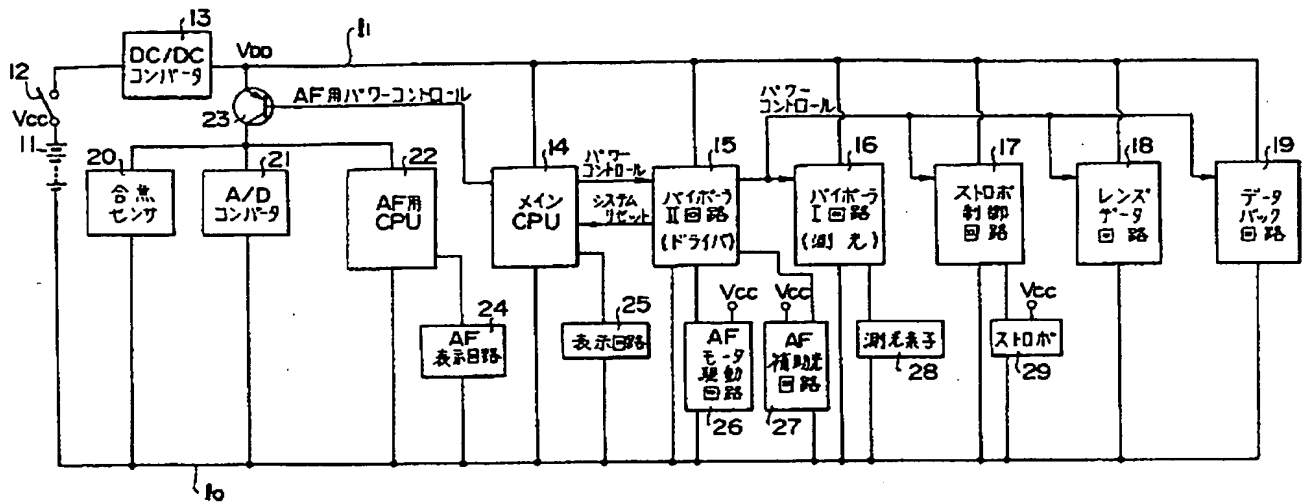 13
DC/DC
コンバータ
VDD
l1
12
Vcc
11
23
AF用パワーコントロール
20
合焦
センサ
21
A/D
コンバータ
22
AF用
CPU
14
メイン
CPU
パワー
コントロール
システム
リセット
15
バイポーラ
II回路
(ドライバ)
パワー
コントロール
16
バイポーラ
I回路
(測光)
17
ストロボ
制御
回路
18
レンズ
データ
回路
19
データ
バック
回路
24
AF
表示回路
25
表示回路
Vcc
AF
モータ
駆動
回路
26
Vcc
AF
補助光
回路
27
測光素子
28
Vcc
ストロボ
29
l0